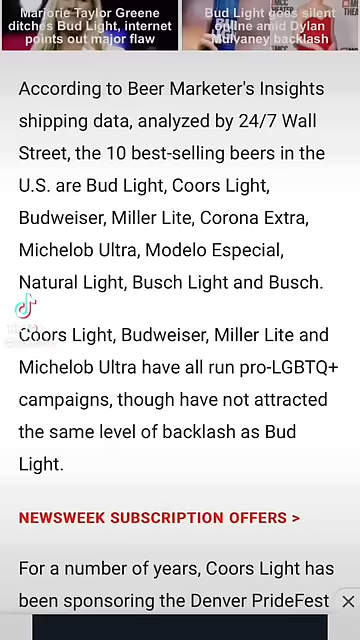 Marjorie Taylor Greene
ditches Bud Light, internet
points out major flaw
Bud Light goes silent
online amid Dylan
Mulvaney backlash
According to Beer Marketer's Insights
shipping data, analyzed by 24/7 Wall
Street, the 10 best-selling beers in the
U.S. are Bud Light, Coors Light,
Budweiser, Miller Lite, Corona Extra,
Michelob Ultra, Modelo Especial,
Natural Light, Busch Light and Busch.
Coors Light, Budweiser, Miller Lite and
Michelob Ultra have all run pro-LGBTQ+
campaigns, though have not attracted
the same level of backlash as Bud
Light.
NEWSWEEK SUBSCRIPTION OFFERS >
For a number of years, Coors Light has
been sponsoring the Denver PrideFest